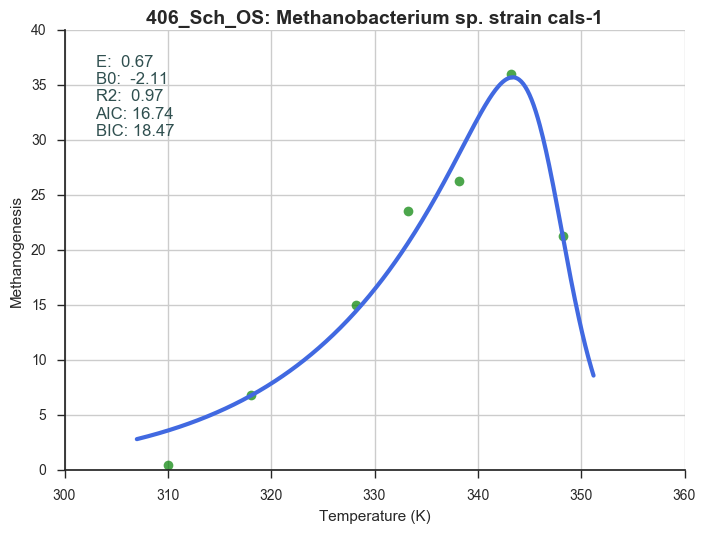 406_Sch_OS: Methanobacterium sp. strain cals-1
E:  0.67
B0:  -2.11
R2:  0.97
AIC: 16.74
BIC: 18.47
Methanogenesis
40
35
30
25
20
15
10
5
0
300 310 320 330 340 350 360
Temperature (K)